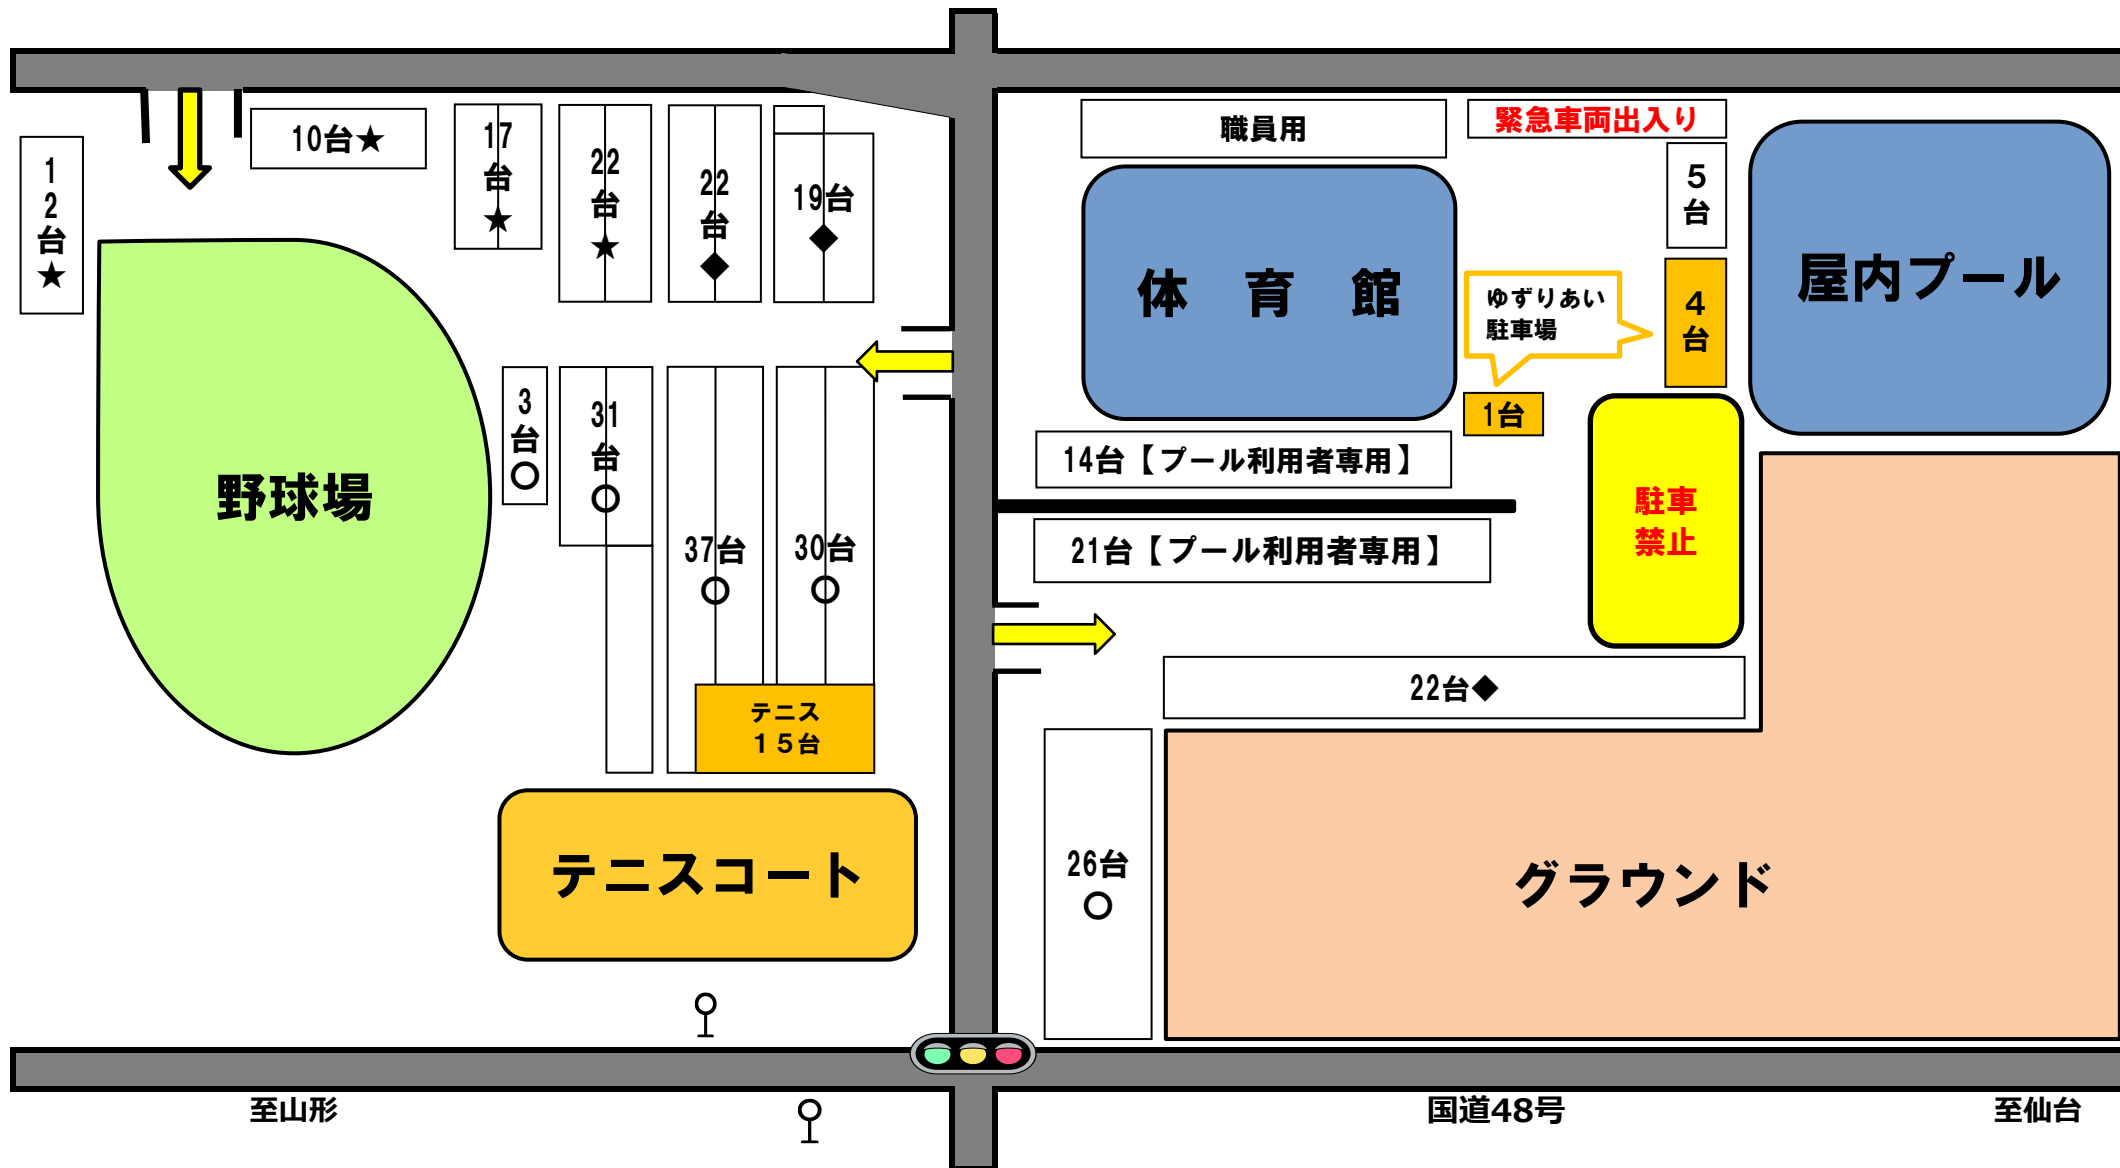 12台★
10台★
17台★
22台★
22台◆
19台◆
職員用
緊急車両出入り
5台
体 育 館
ゆずりあい
駐車場
4台
屋内プール
1台
野球場
3台○
31台○
37台○
30台○
テニス
15台
14台【プール利用者専用】
21台【プール利用者専用】
駐車
禁止
22台◆
テニスコート
26台
○
グラウンド
至山形
国道48号
至仙台